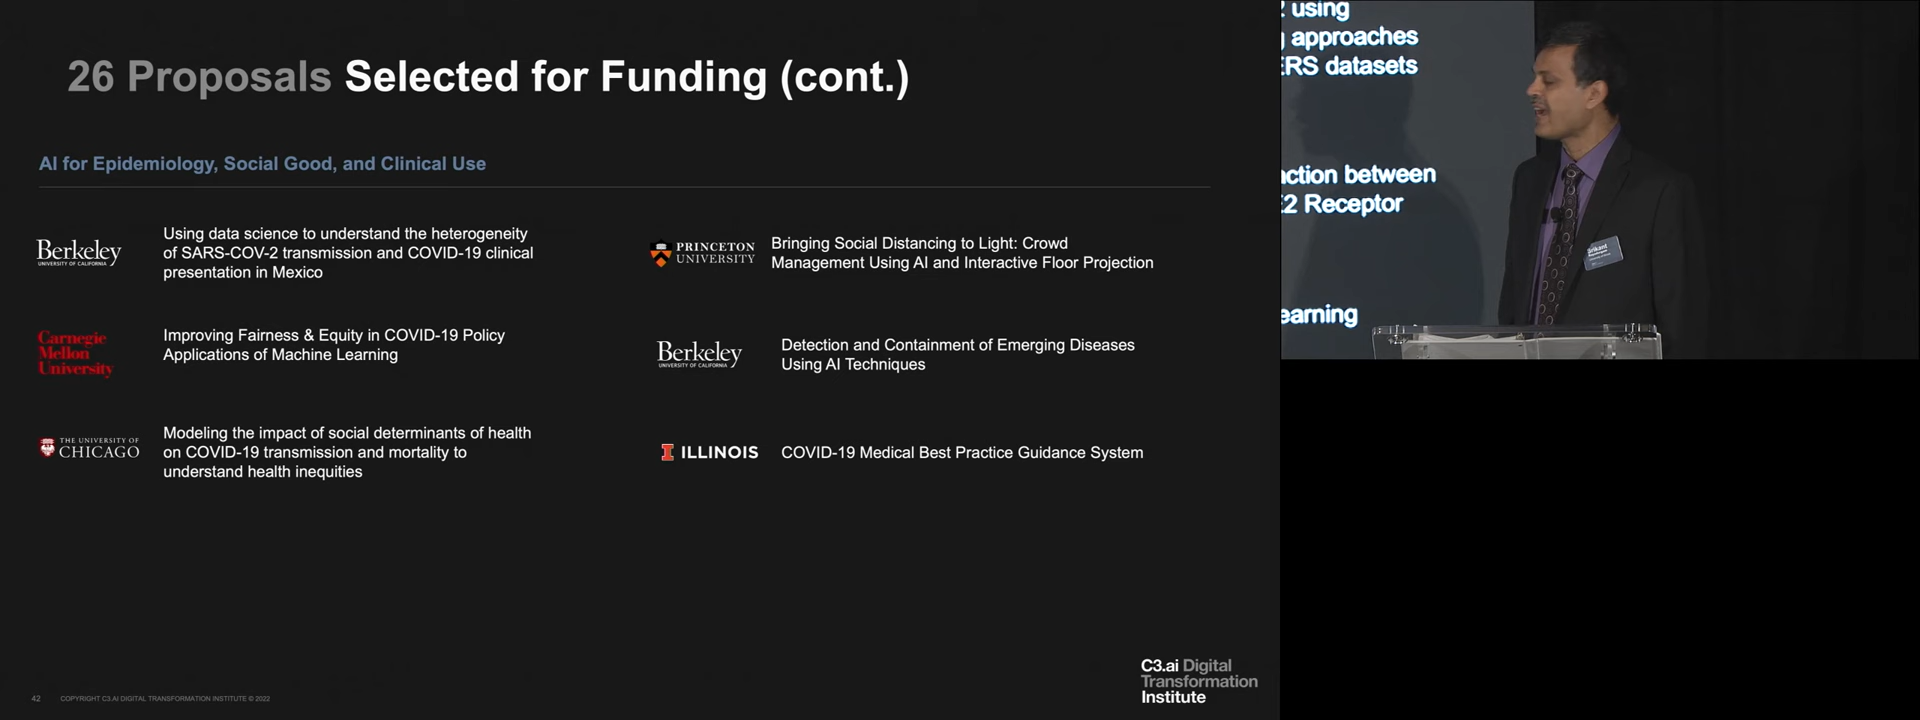 26 Proposals Selected for Funding (cont.)
AI for Epidemiology, Social Good, and Clinical Use
Berkeley
UNIVERSITY OF CALIFORNIA
Using data science to understand the heterogeneity
of SARS-COV-2 transmission and COVID-19 clinical
presentation in Mexico
Carnegie
Mellon
University
Improving Fairness & Equity in COVID-19 Policy
Applications of Machine Learning
THE UNIVERSITY OF
CHICAGO
Modeling the impact of social determinants of health
on COVID-19 transmission and mortality to
understand health inequities
PRINCETON
UNIVERSITY
Bringing Social Distancing to Light: Crowd
Management Using AI and Interactive Floor Projection
Berkeley
UNIVERSITY OF CALIFORNIA
Detection and Containment of Emerging Diseases
Using AI Techniques
I ILLINOIS
COVID-19 Medical Best Practice Guidance System
42 COPYRIGHT C3.AI DIGITAL TRANSFORMATION INSTITUTE © 2022
C3.ai Digital
Transformation
Institute
using
approaches
ERS datasets
action between
E2 Receptor
earning
Srikant